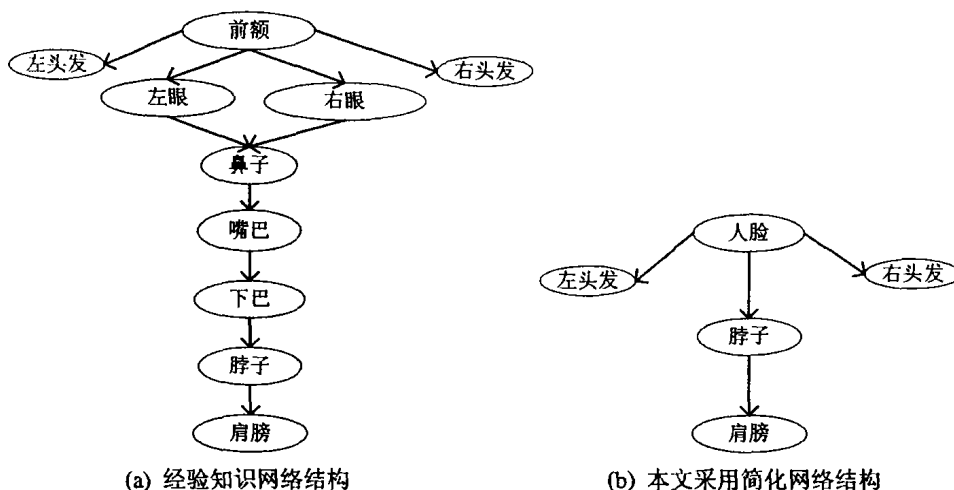 前额
左头发
右头发
左眼
右眼
鼻子
嘴巴
下巴
脖子
肩膀
(a) 经验知识网络结构
人脸
左头发
右头发
脖子
肩膀
(b) 本文采用简化网络结构